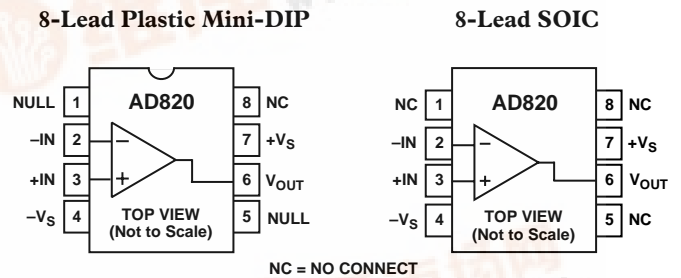 8-Lead Plastic Mini-DIP
NULL 1 AD820 8 NC
–IN 2 – 7 +VS
+IN 3 + 6 VOUT
–VS 4 TOP VIEW 5 NULL
(Not to Scale)
8-Lead SOIC
NC 1 AD820 8 NC
–IN 2 – 7 +VS
+IN 3 + 6 VOUT
–VS 4 TOP VIEW 5 NC
(Not to Scale)
NC = NO CONNECT